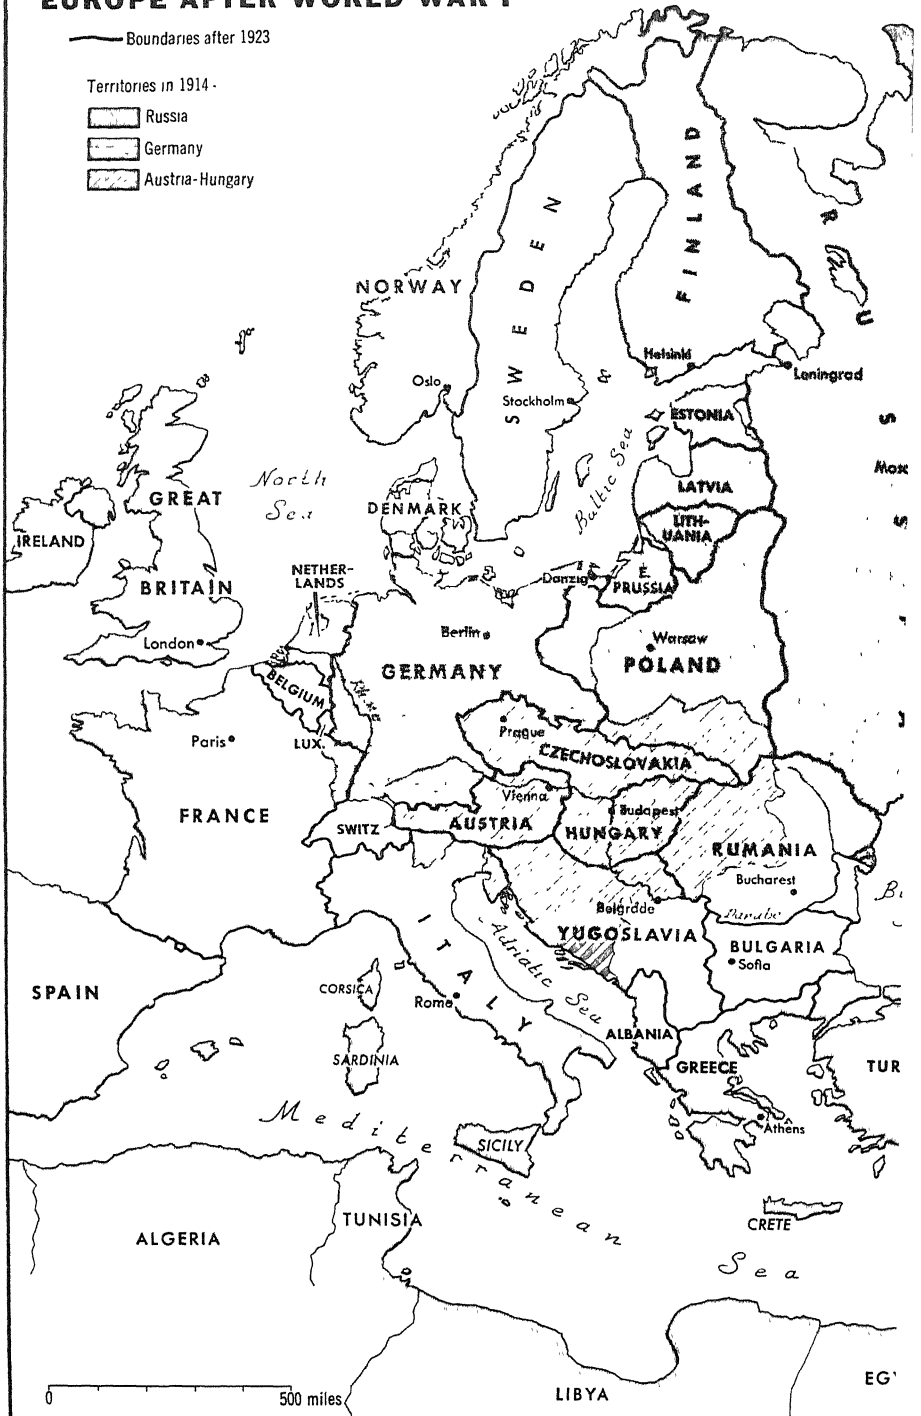 EUROPE AFTER WORLD WAR I
Boundaries after 1923
Territories in 1914-
Russia
Germany
Austria-Hungary
NORWAY
SWEDEN
FINLAND
R
U
S
S
Oslo
Stockholm
Helsinki
Leningrad
ESTONIA
Baltic Sea
LATVIA
LITH-
UANIA
Mosc
North
Sea
DENMARK
GREAT
BRITAIN
IRELAND
London
NETHER-
LANDS
Danzig
E.
PRUSSIA
Berlin
GERMANY
Warsaw
POLAND
BELGIUM
Rhine
LUX.
Paris
FRANCE
Prague
CZECHOSLOVAKIA
Vienna
AUSTRIA
Budapest
HUNGARY
SWITZ
RUMANIA
Bucharest
Danube
Belgrade
YUGOSLAVIA
BULGARIA
Sofia
ITALY
Adriatic Sea
CORSICA
Rome
SPAIN
SARDINIA
ALBANIA
GREECE
TUR
Athens
Mediterranean
Sea
SICILY
CRETE
ALGERIA
TUNISIA
LIBYA
EG
0
500 miles